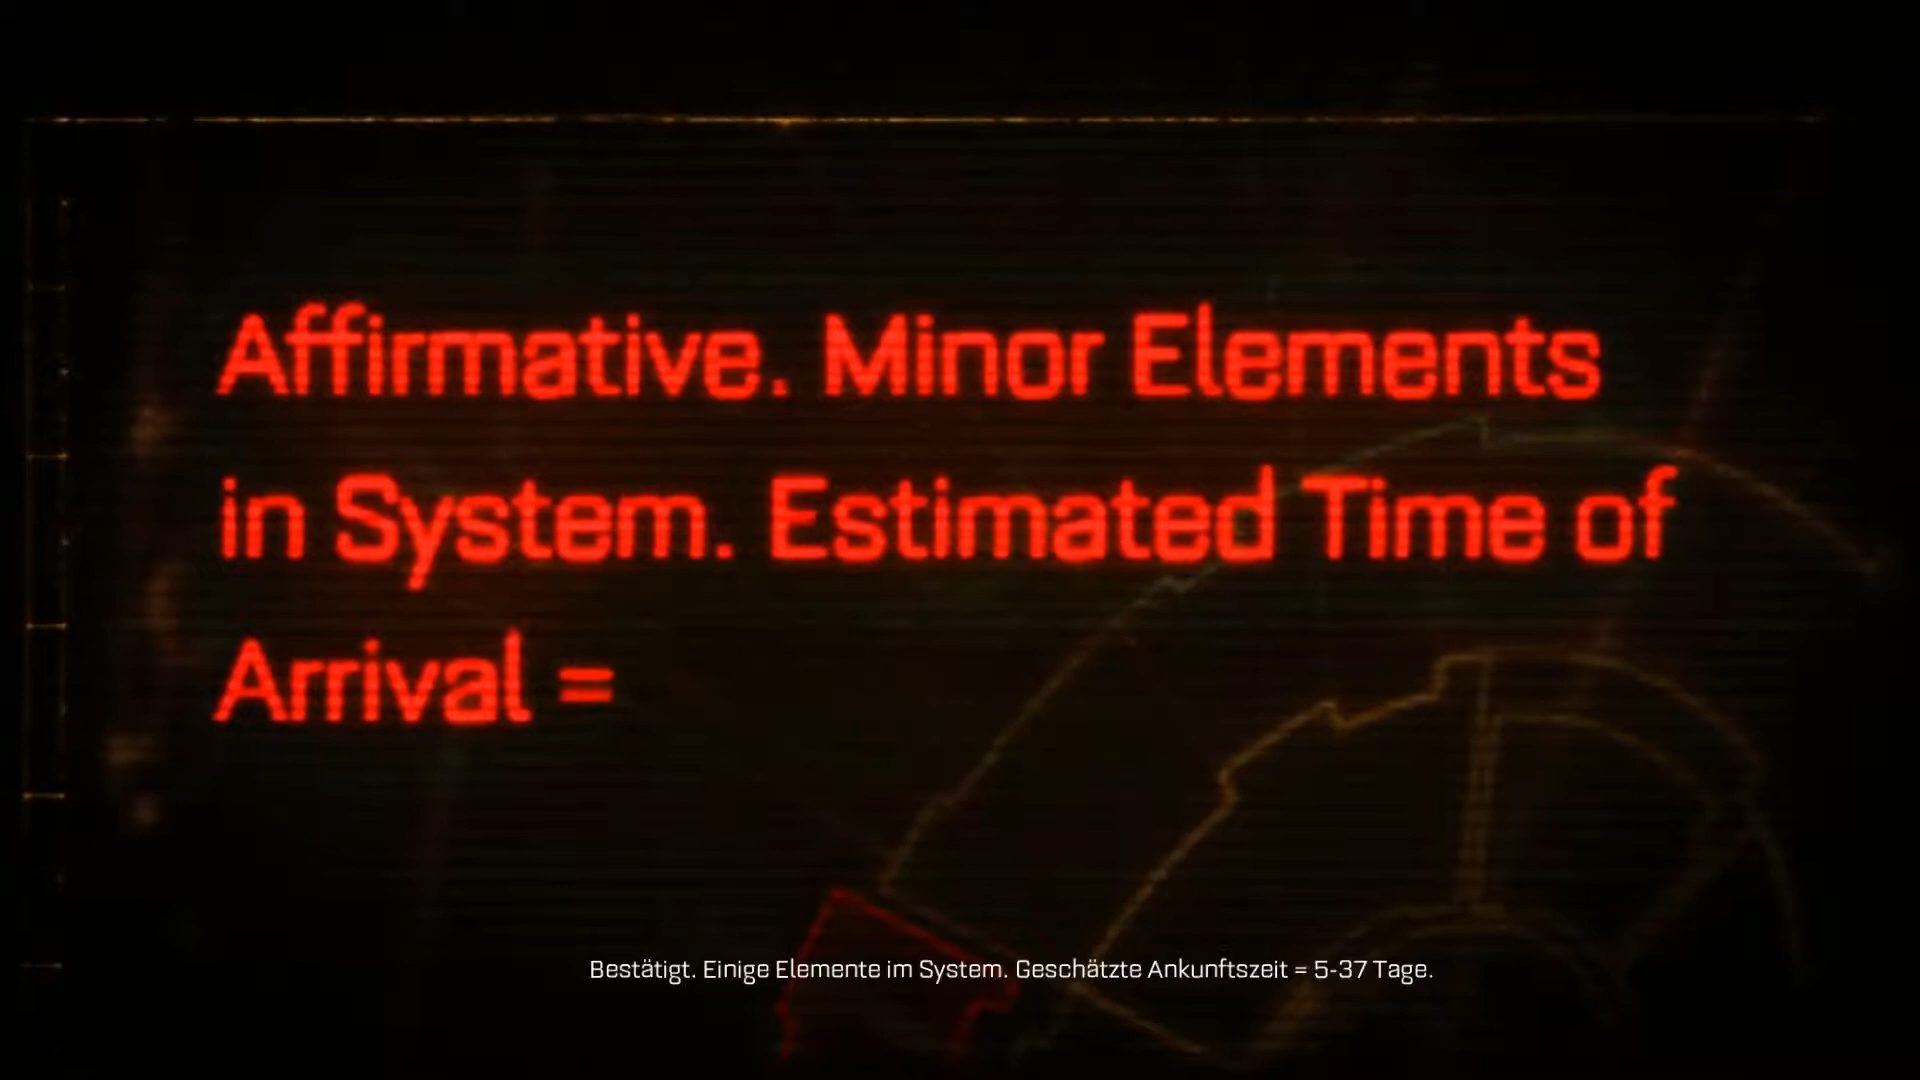 Affirmative. Minor Elements
in System. Estimated Time of
Arrival =
Bestätigt. Einige Elemente im System. Geschätzte Ankunftszeit = 5-37 Tage.